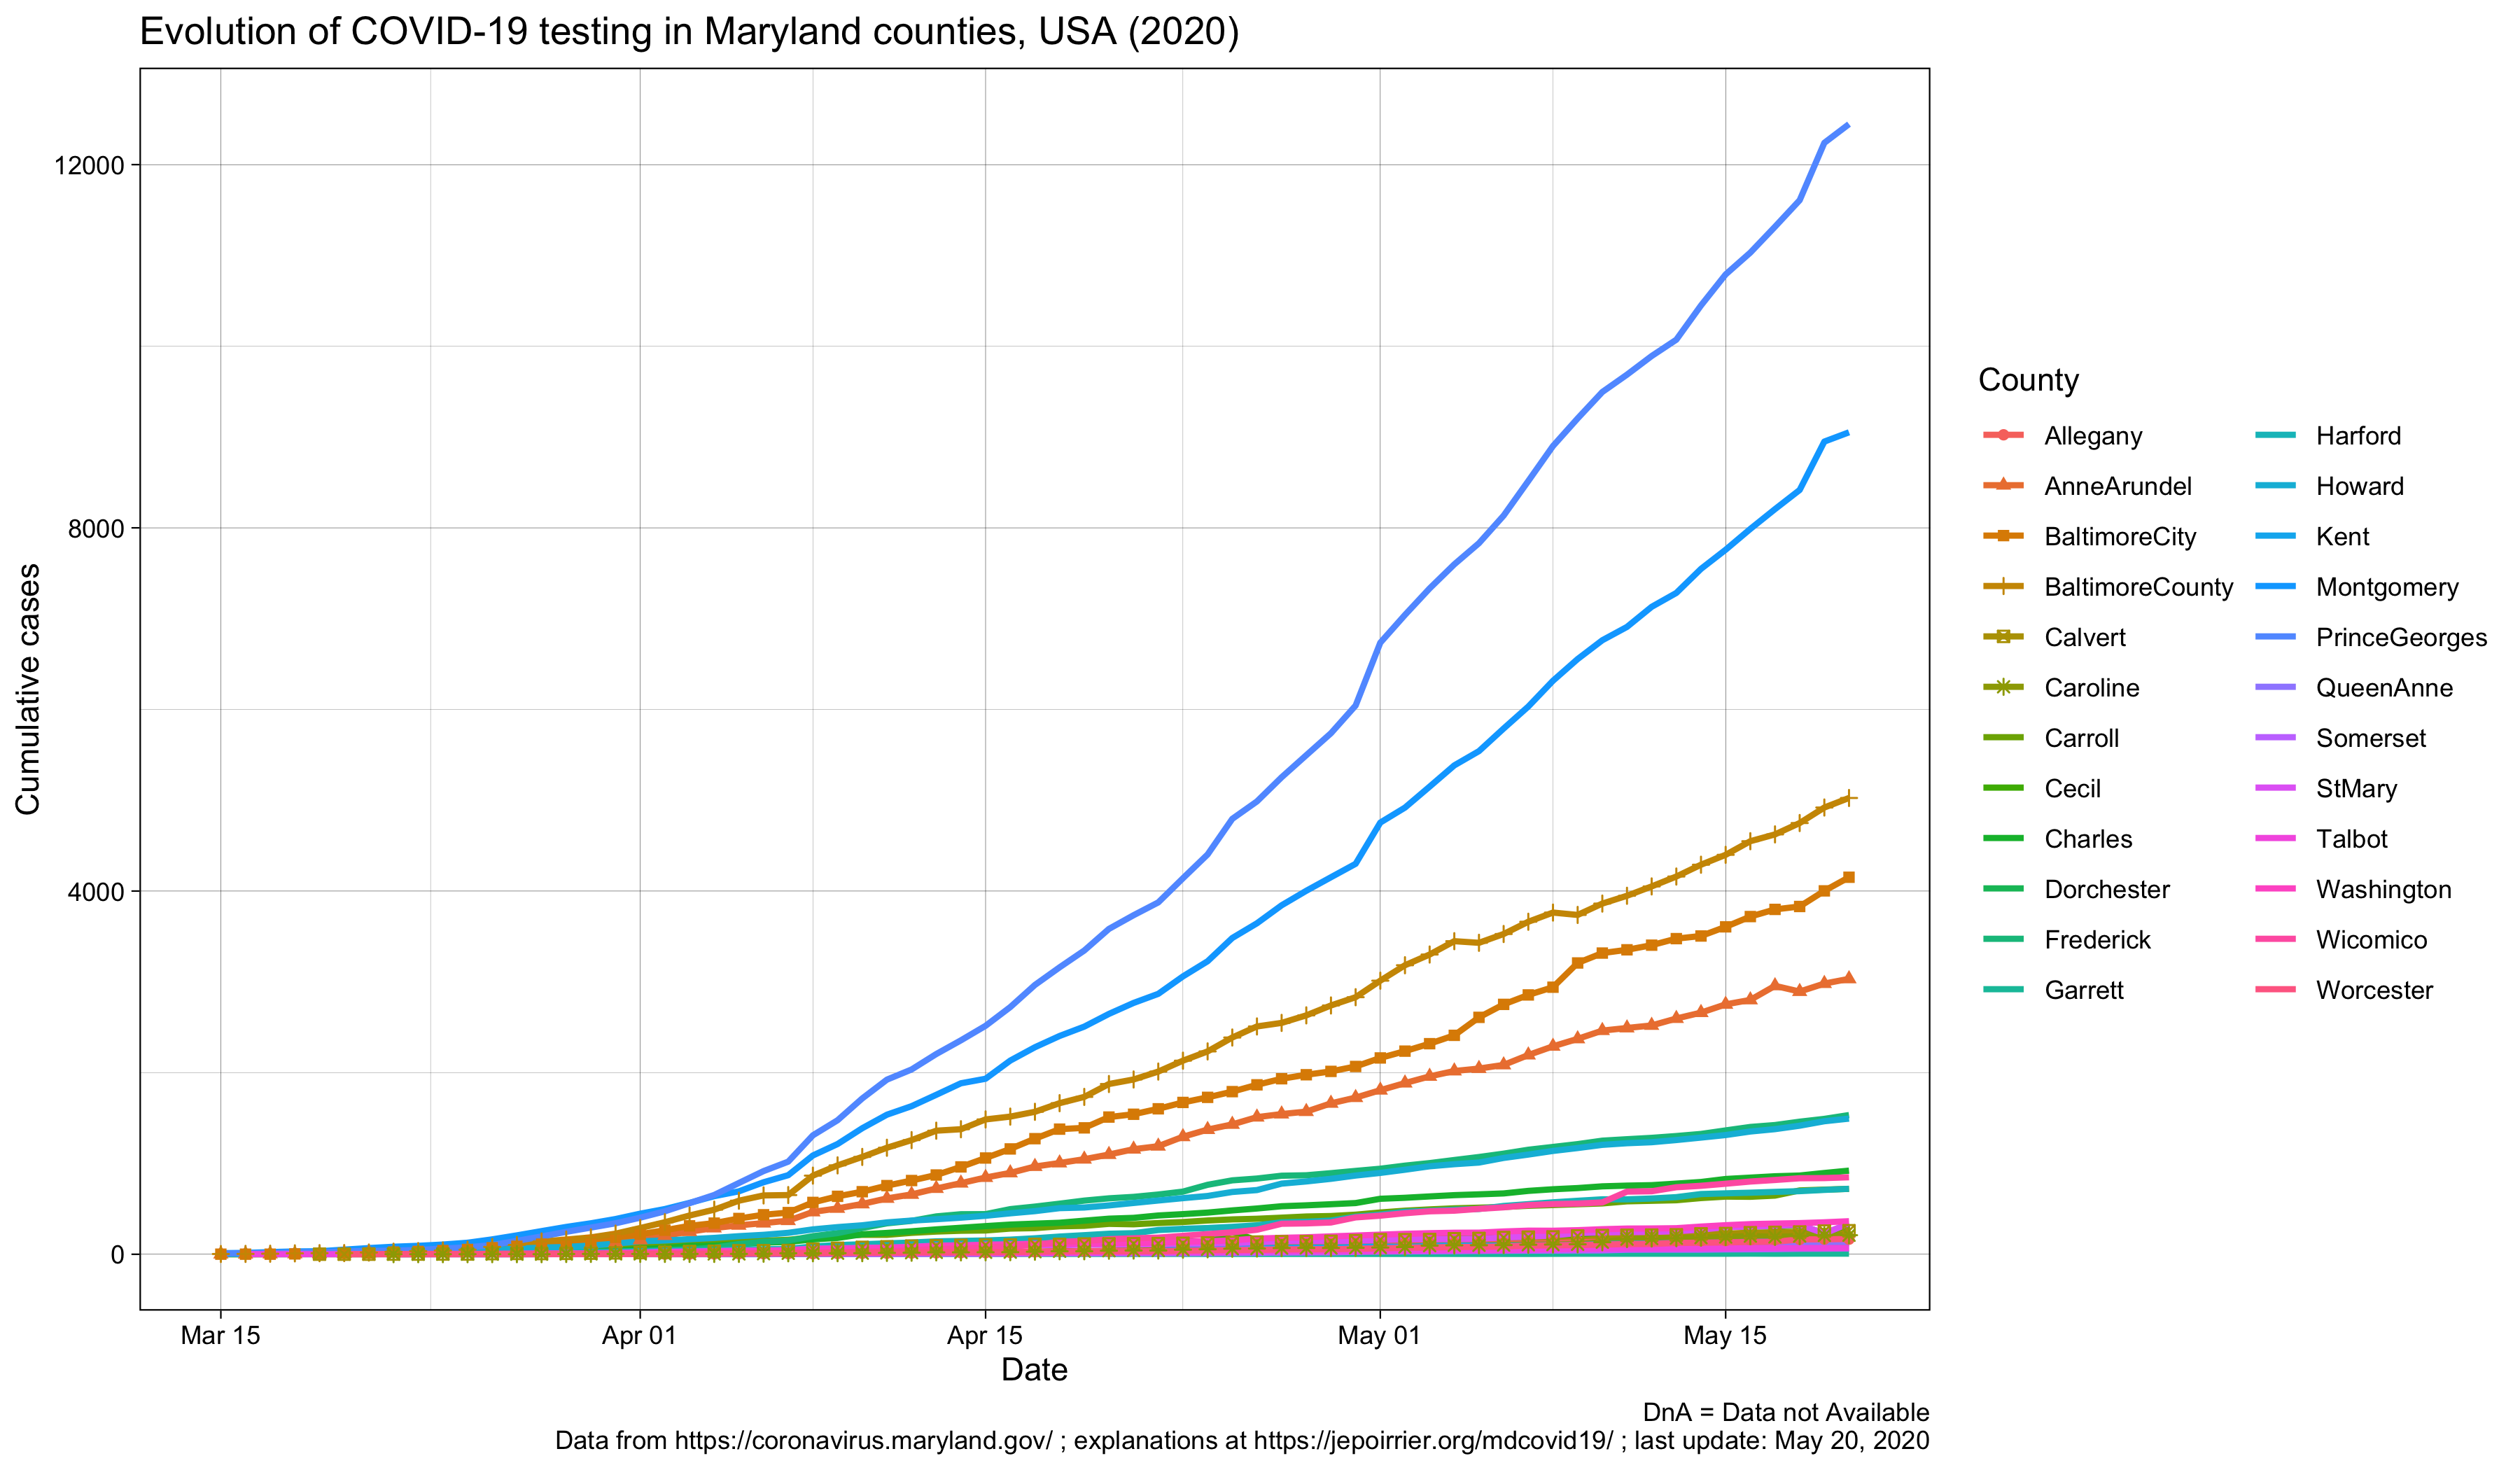 Evolution of COVID-19 testing in Maryland counties, USA (2020)
Cumulative cases
12000
8000
4000
0
Mar 15
Apr 01
Apr 15
May 01
May 15
Date
County
Allegany
AnneArundel
BaltimoreCity
BaltimoreCounty
Calvert
Caroline
Carroll
Cecil
Charles
Dorchester
Frederick
Garrett
Harford
Howard
Kent
Montgomery
PrinceGeorges
QueenAnne
Somerset
StMary
Talbot
Washington
Wicomico
Worcester
DnA = Data not Available
Data from https://coronavirus.maryland.gov/ ; explanations at https://jepoirrier.org/mdcovid19/ ; last update: May 20, 2020